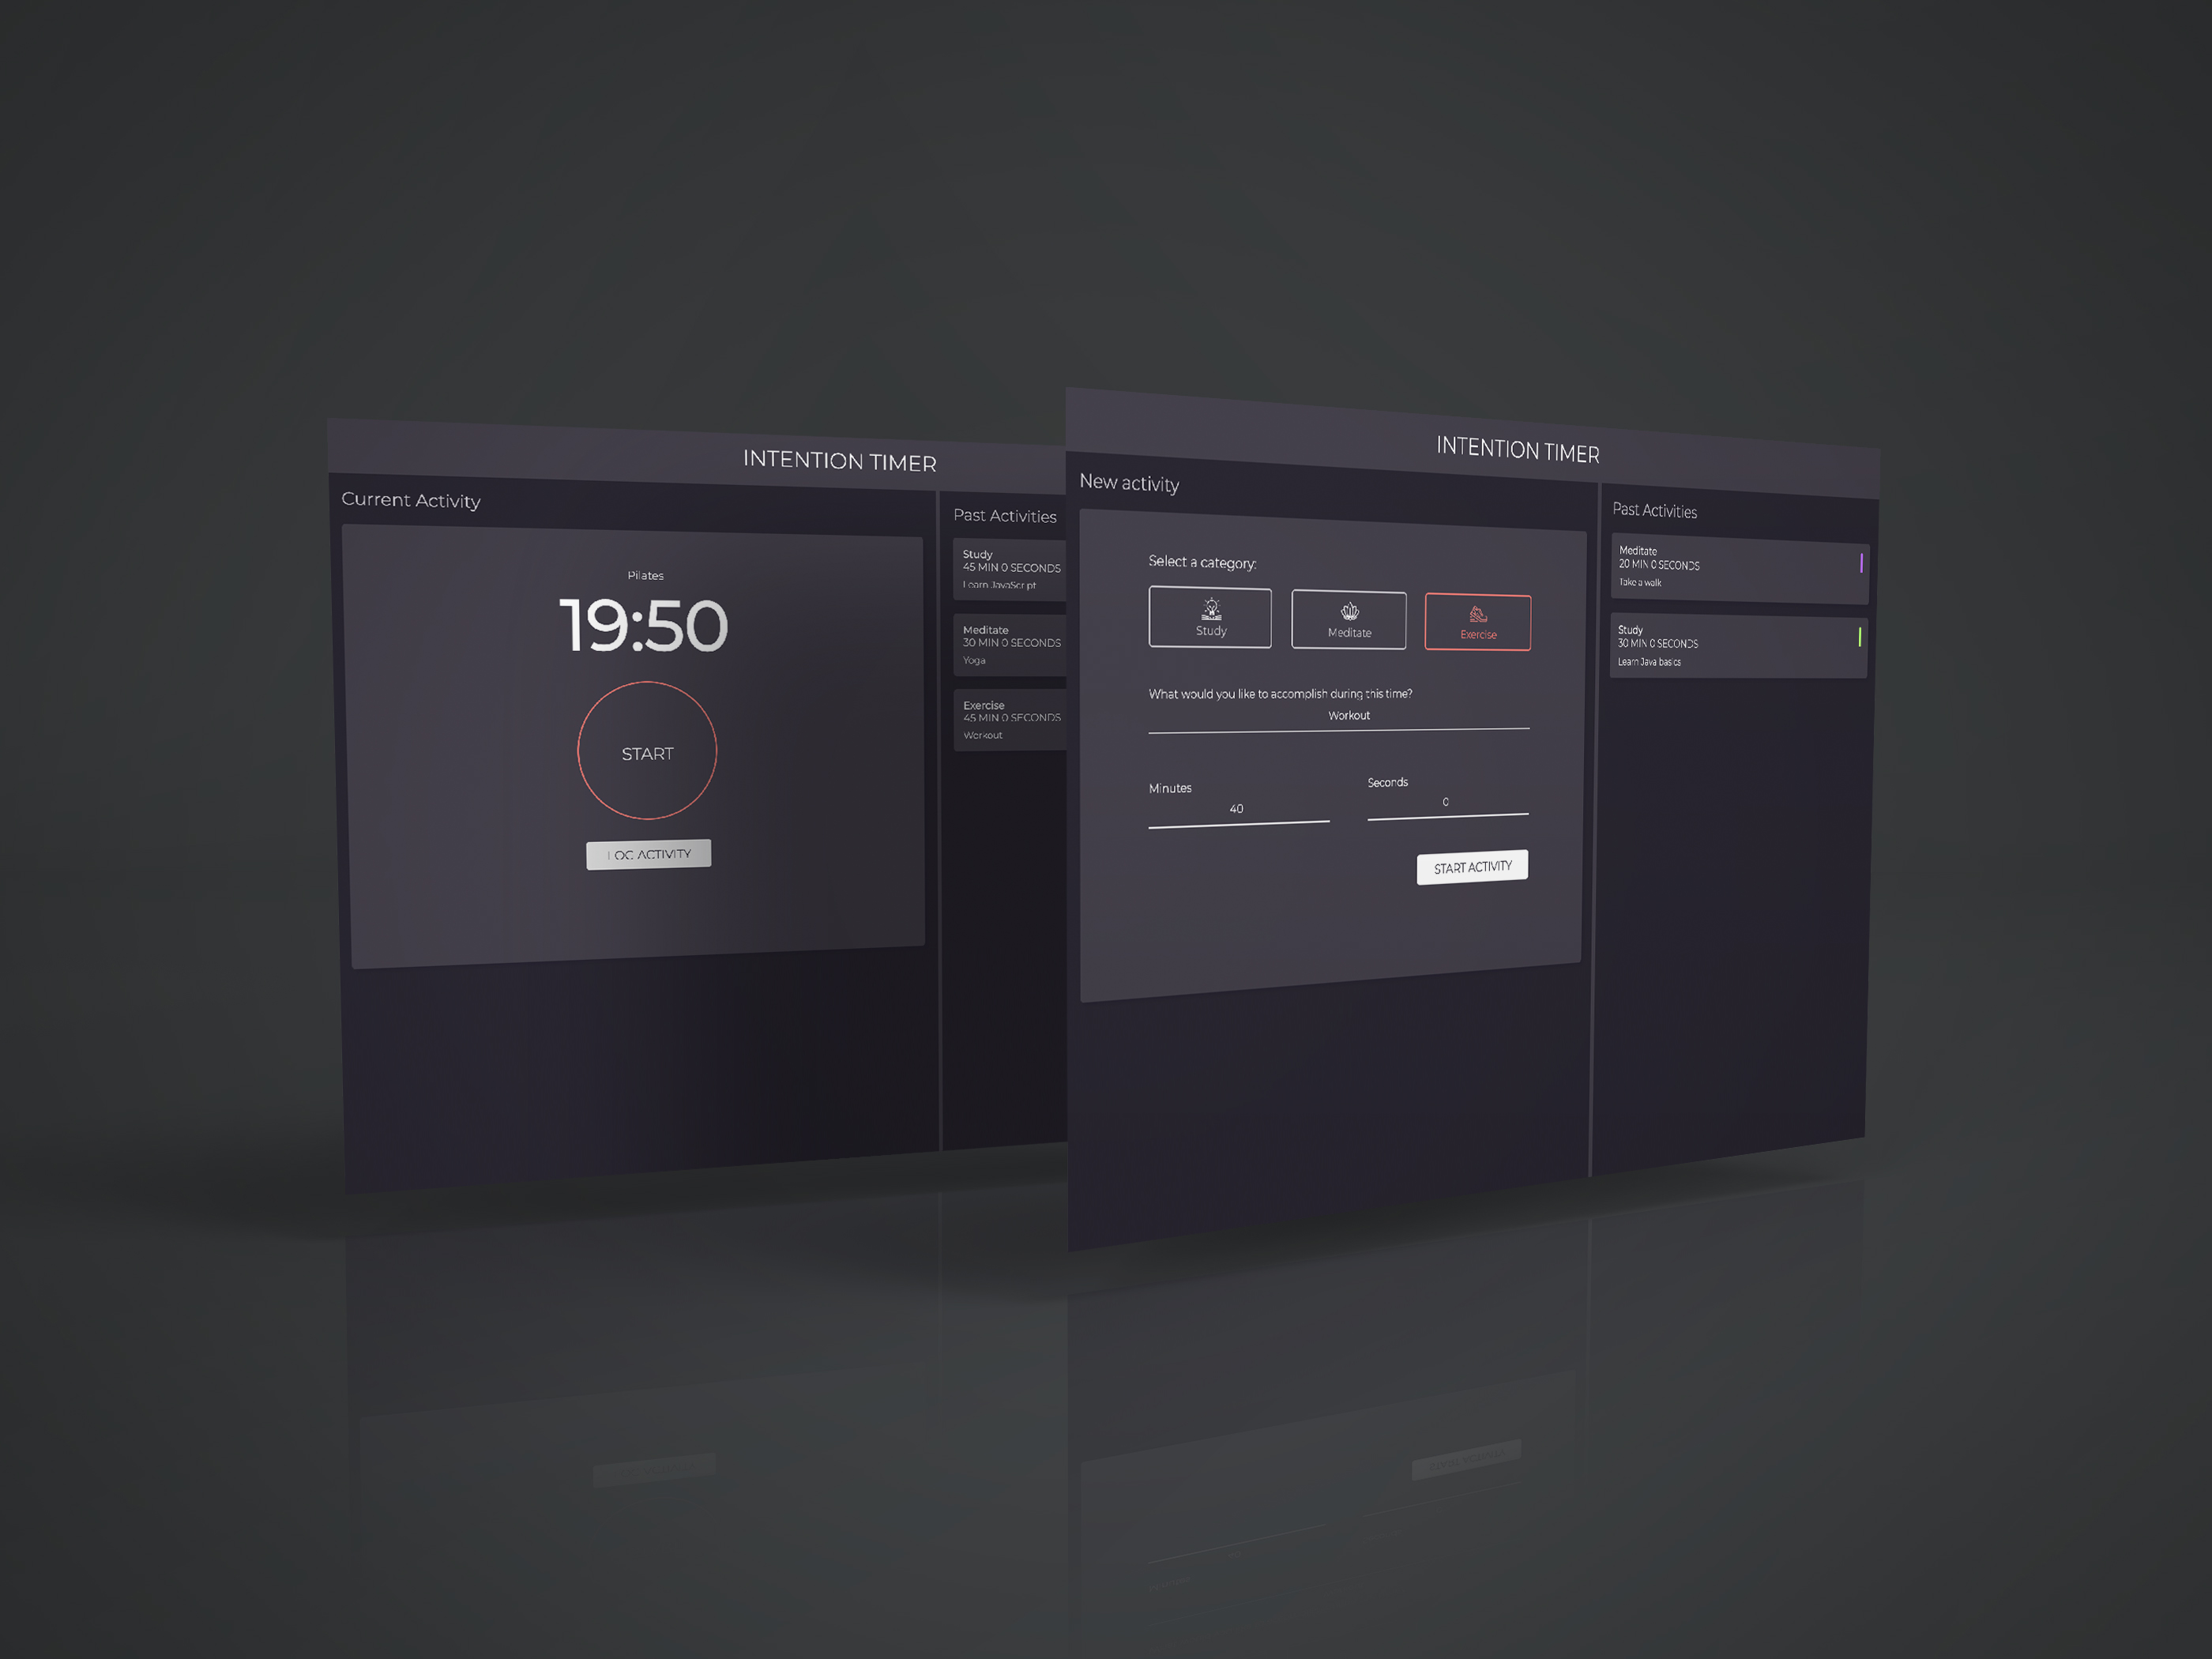 INTENTION TIMER
Current Activity
Pilates
19:50
START
LOG ACTIVITY
Past Activities
Study
45 MIN 0 SECONDS
Learn JavaScript
Meditate
30 MIN 0 SECONDS
Yoga
Exercise
45 MIN 0 SECONDS
Workout
INTENTION TIMER
New activity
Select a category:
Study
Meditate
Exercise
What would you like to accomplish during this time?
Workout
Minutes
40
Seconds
0
START ACTIVITY
Past Activities
Meditate
20 MIN 0 SECONDS
Take a walk
Study
30 MIN 0 SECONDS
Learn Java basics